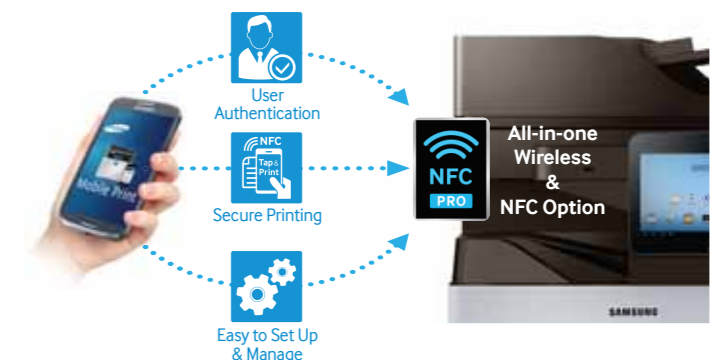 User
Authentication
SAMSUNG
Mobile Print
NFC
Tap &
Print
Secure Printing
NFC
PRO
All-in-one
Wireless
&
NFC Option
SAMSUNG
Easy to Set Up
& Manage